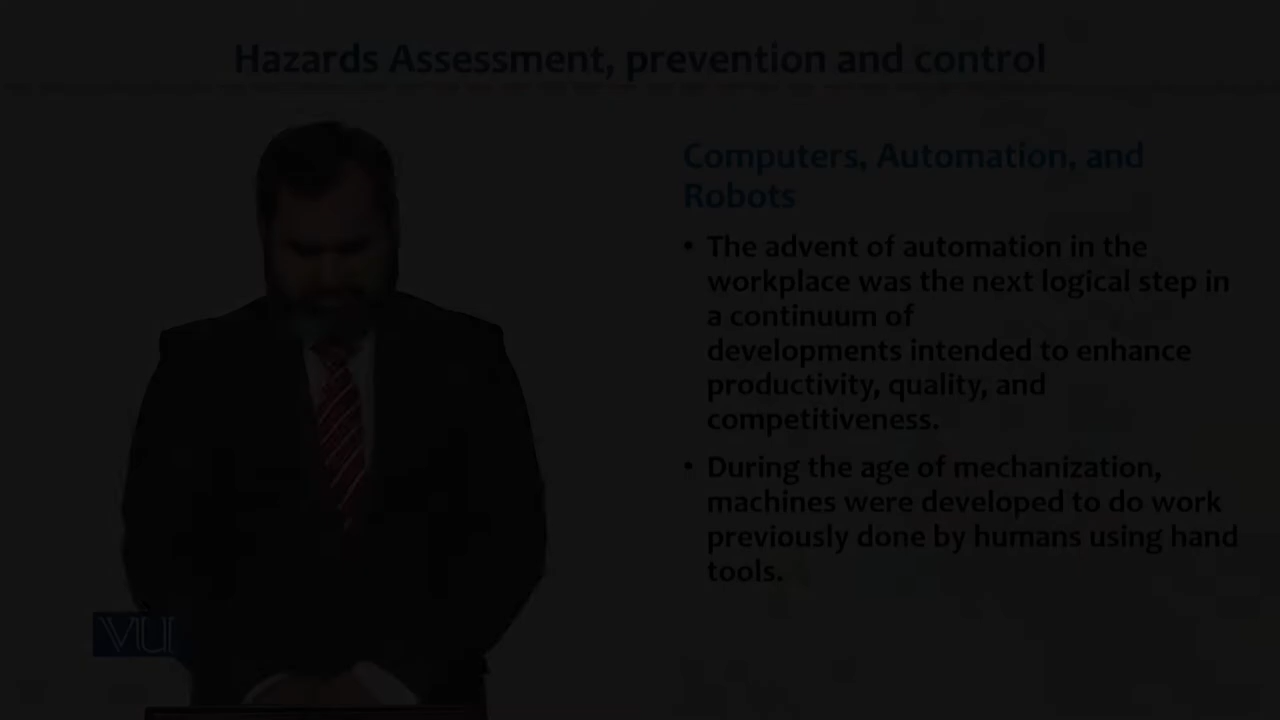 Hazards Assessment, prevention and control
Computers, Automation, and
Robots
• The advent of automation in the
workplace was the next logical step in
a continuum of
developments intended to enhance
productivity, quality, and
competitiveness.
• During the age of mechanization,
machines were developed to do work
previously done by humans using hand
tools.
VU